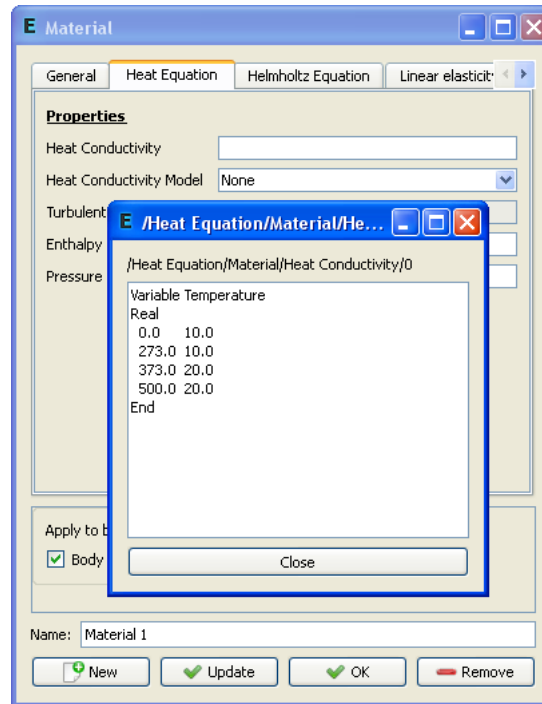 E Material
General Heat Equation Helmholtz Equation Linear elasticit
Properties
Heat Conductivity
Heat Conductivity Model None
Turbulent
Enthalpy
Pressure
E /Heat Equation/Material/He...
/Heat Equation/Material/Heat Conductivity/0
Variable Temperature
Real
0.0 10.0
273.0 10.0
373.0 20.0
500.0 20.0
End
Close
Apply to b
Body
Name: Material 1
New Update OK Remove